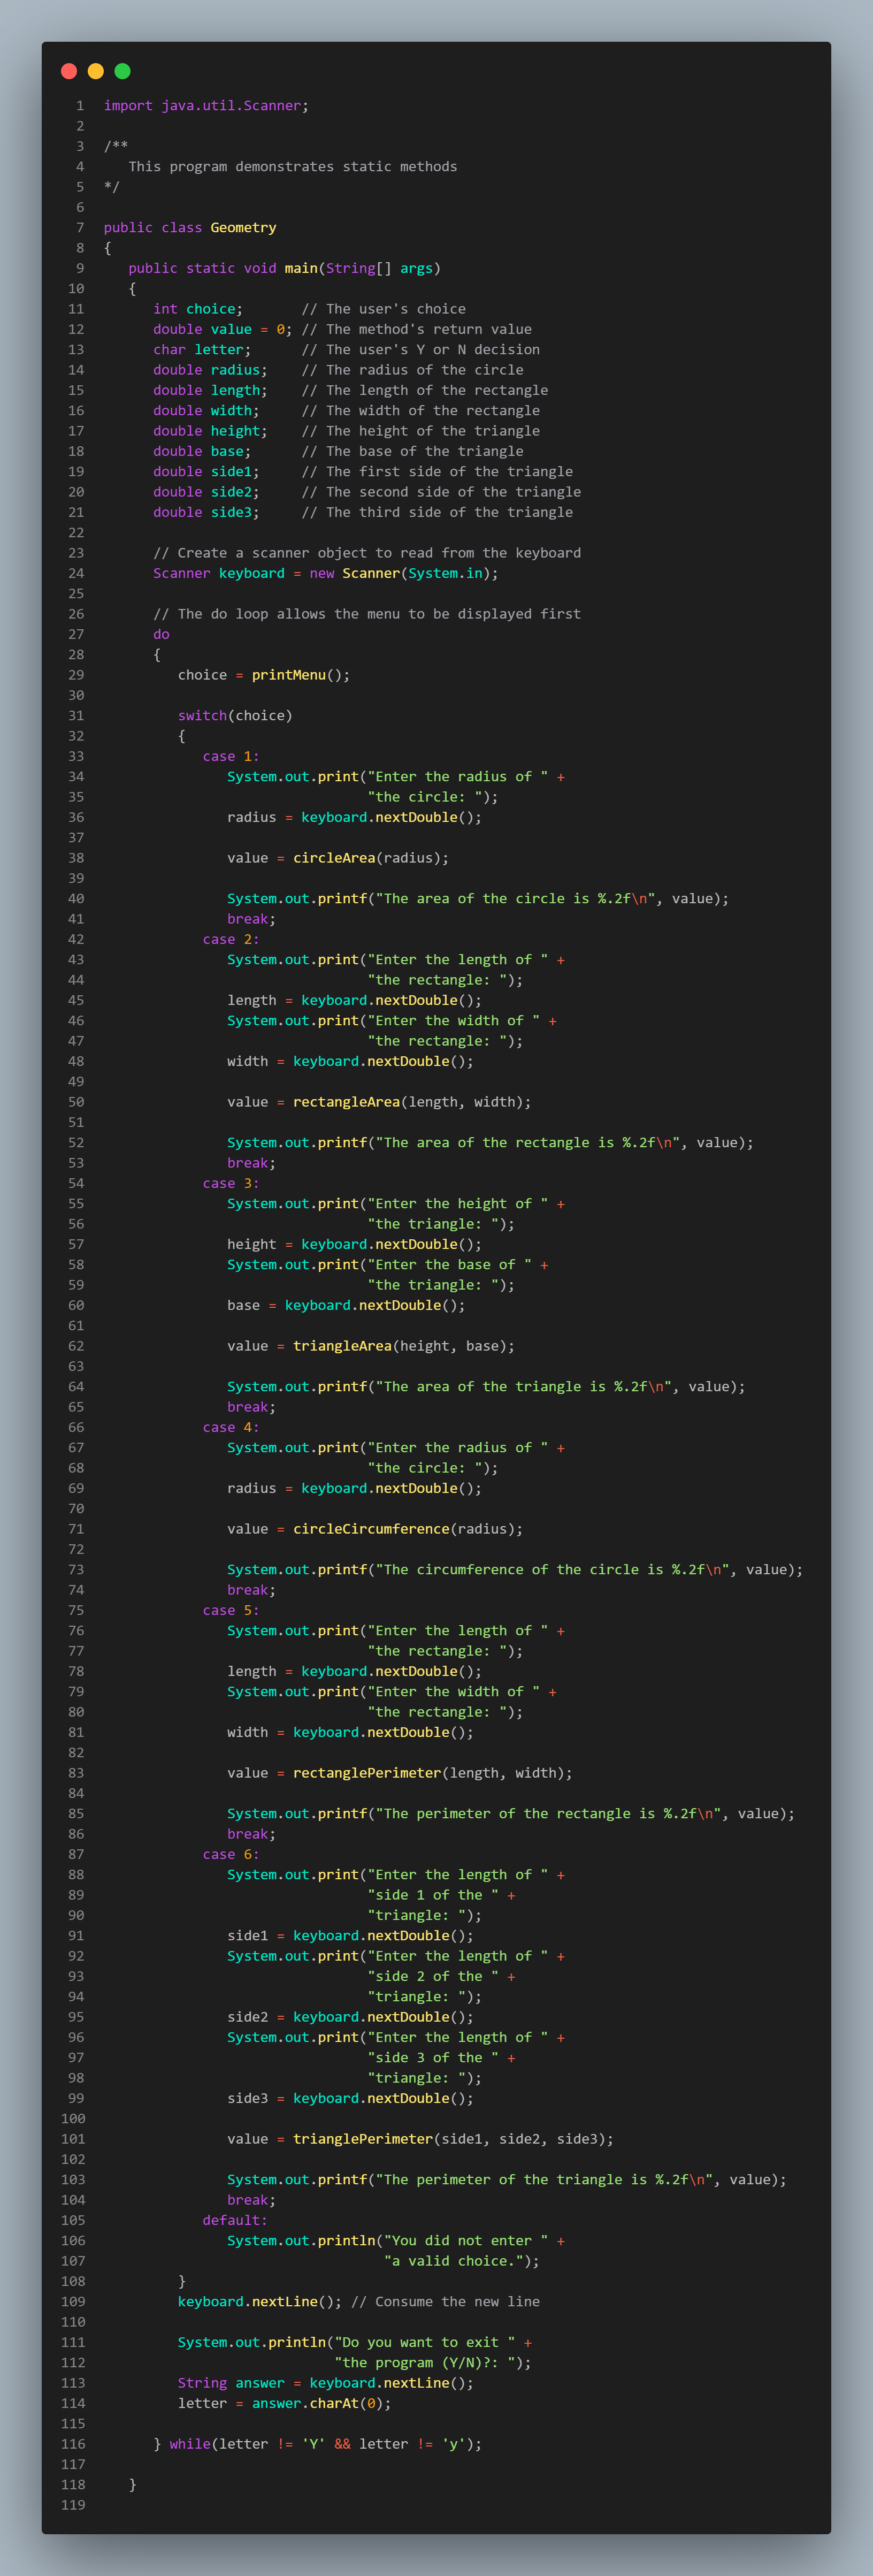 1 import java.util.Scanner;
2
3 /**
4    This program demonstrates static methods
5 */
6
7 public class Geometry
8 {
9    public static void main(String[] args)
10    {
11       int choice;       // The user's choice
12       double value = 0; // The method's return value
13       char letter;      // The user's Y or N decision
14       double radius;    // The radius of the circle
15       double length;    // The length of the rectangle
16       double width;     // The width of the rectangle
17       double height;    // The height of the triangle
18       double base;      // The base of the triangle
19       double side1;     // The first side of the triangle
20       double side2;     // The second side of the triangle
21       double side3;     // The third side of the triangle
22
23       // Create a scanner object to read from the keyboard
24       Scanner keyboard = new Scanner(System.in);
25
26       // The do loop allows the menu to be displayed first
27       do
28       {
29          choice = printMenu();
30
31          switch(choice)
32          {
33             case 1:
34                System.out.print("Enter the radius of " +
35                                 "the circle: ");
36                radius = keyboard.nextDouble();
37
38                value = circleArea(radius);
39
40                System.out.printf("The area of the circle is %.2f\n", value);
41                break;
42             case 2:
43                System.out.print("Enter the length of " +
44                                 "the rectangle: ");
45                length = keyboard.nextDouble();
46                System.out.print("Enter the width of " +
47                                 "the rectangle: ");
48                width = keyboard.nextDouble();
49
50                value = rectangleArea(length, width);
51
52                System.out.printf("The area of the rectangle is %.2f\n", value);
53                break;
54             case 3:
55                System.out.print("Enter the height of " +
56                                 "the triangle: ");
57                height = keyboard.nextDouble();
58                System.out.print("Enter the base of " +
59                                 "the triangle: ");
60                base = keyboard.nextDouble();
61
62                value = triangleArea(height, base);
63
64                System.out.printf("The area of the triangle is %.2f\n", value);
65                break;
66             case 4:
67                System.out.print("Enter the radius of " +
68                                 "the circle: ");
69                radius = keyboard.nextDouble();
70
71                value = circleCircumference(radius);
72
73                System.out.printf("The circumference of the circle is %.2f\n", value);
74                break;
75             case 5:
76                System.out.print("Enter the length of " +
77                                 "the rectangle: ");
78                length = keyboard.nextDouble();
79                System.out.print("Enter the width of " +
80                                 "the rectangle: ");
81                width = keyboard.nextDouble();
82
83                value = rectanglePerimeter(length, width);
84
85                System.out.printf("The perimeter of the rectangle is %.2f\n", value);
86                break;
87             case 6:
88                System.out.print("Enter the length of " +
89                                 "side 1 of the " +
90                                 "triangle: ");
91                side1 = keyboard.nextDouble();
92                System.out.print("Enter the length of " +
93                                 "side 2 of the " +
94                                 "triangle: ");
95                side2 = keyboard.nextDouble();
96                System.out.print("Enter the length of " +
97                                 "side 3 of the " +
98                                 "triangle: ");
99                side3 = keyboard.nextDouble();
100
101                value = trianglePerimeter(side1, side2, side3);
102
103                System.out.printf("The perimeter of the triangle is %.2f\n", value);
104                break;
105             default:
106                System.out.println("You did not enter " +
107                                   "a valid choice.");
108          }
109          keyboard.nextLine(); // Consume the new line
110
111          System.out.println("Do you want to exit " +
112                             "the program (Y/N)?: ");
113          String answer = keyboard.nextLine();
114          letter = answer.charAt(0);
115
116       } while(letter != 'Y' && letter != 'y');
117
118    }
119